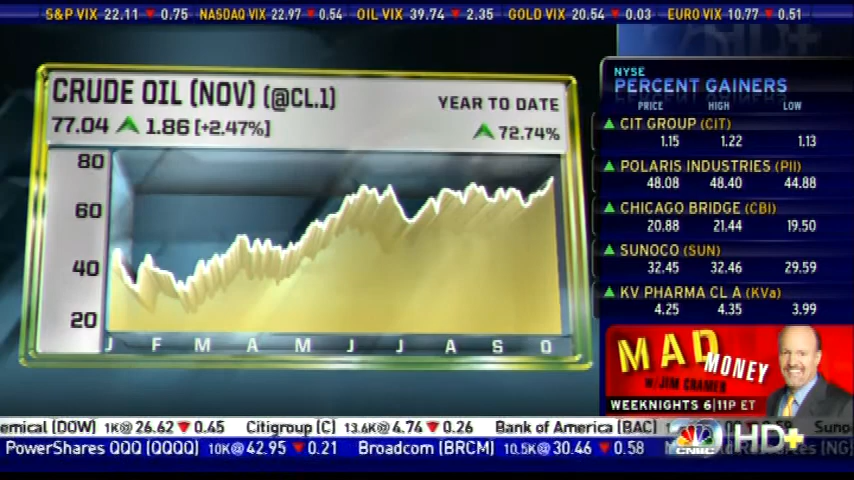 S&P VIX 22.11 ▼ 0.75 NASDAQ VIX 22.97 ▼ 0.54 OIL VIX 39.74 ▼ 2.35 GOLD VIX 20.54 ▼ 0.03 EURO VIX 10.77 ▼ 0.51
HD+
CRUDE OIL (NOV) (@CL.1)
YEAR TO DATE
77.04 ▲ 1.86 [+2.47%]
▲ 72.74%
80
60
40
20
J F M A M J J A S O
NYSE
PERCENT GAINERS
PRICE HIGH LOW
▲ CIT GROUP (CIT)
1.15 1.22 1.13
▲ POLARIS INDUSTRIES (PII)
48.08 48.40 44.88
▲ CHICAGO BRIDGE (CBI)
20.88 21.44 19.50
▲ SUNOCO (SUN)
32.45 32.46 29.59
▲ KV PHARMA CL A (KVa)
4.25 4.35 3.99
MAD
MONEY
W/JIM CRAMER
WEEKNIGHTS 6|11P ET
emical (DOW) 1K@26.62 ▼ 0.45 Citigroup (C) 13.6K@4.74 ▼ 0.26 Bank of America (BAC) Suno
PowerShares QQQ (QQQQ) 10K@42.95 ▼ 0.21 Broadcom (BRCM) 10.5K@30.46 ▼ 0.58 (NG)
CNBC HD+